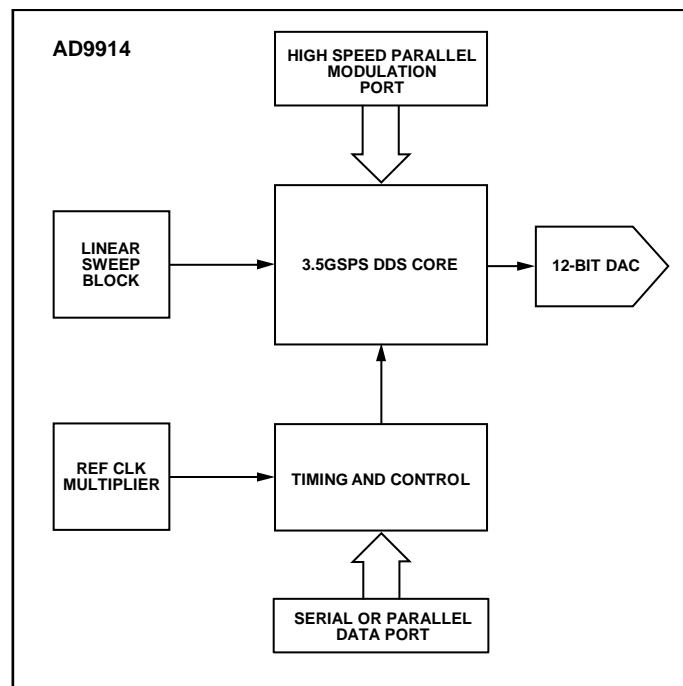 AD9914
HIGH SPEED PARALLEL
MODULATION
PORT
LINEAR
SWEEP
BLOCK
3.5GSPS DDS CORE
12-BIT DAC
REF CLK
MULTIPLIER
TIMING AND CONTROL
SERIAL OR PARALLEL
DATA PORT